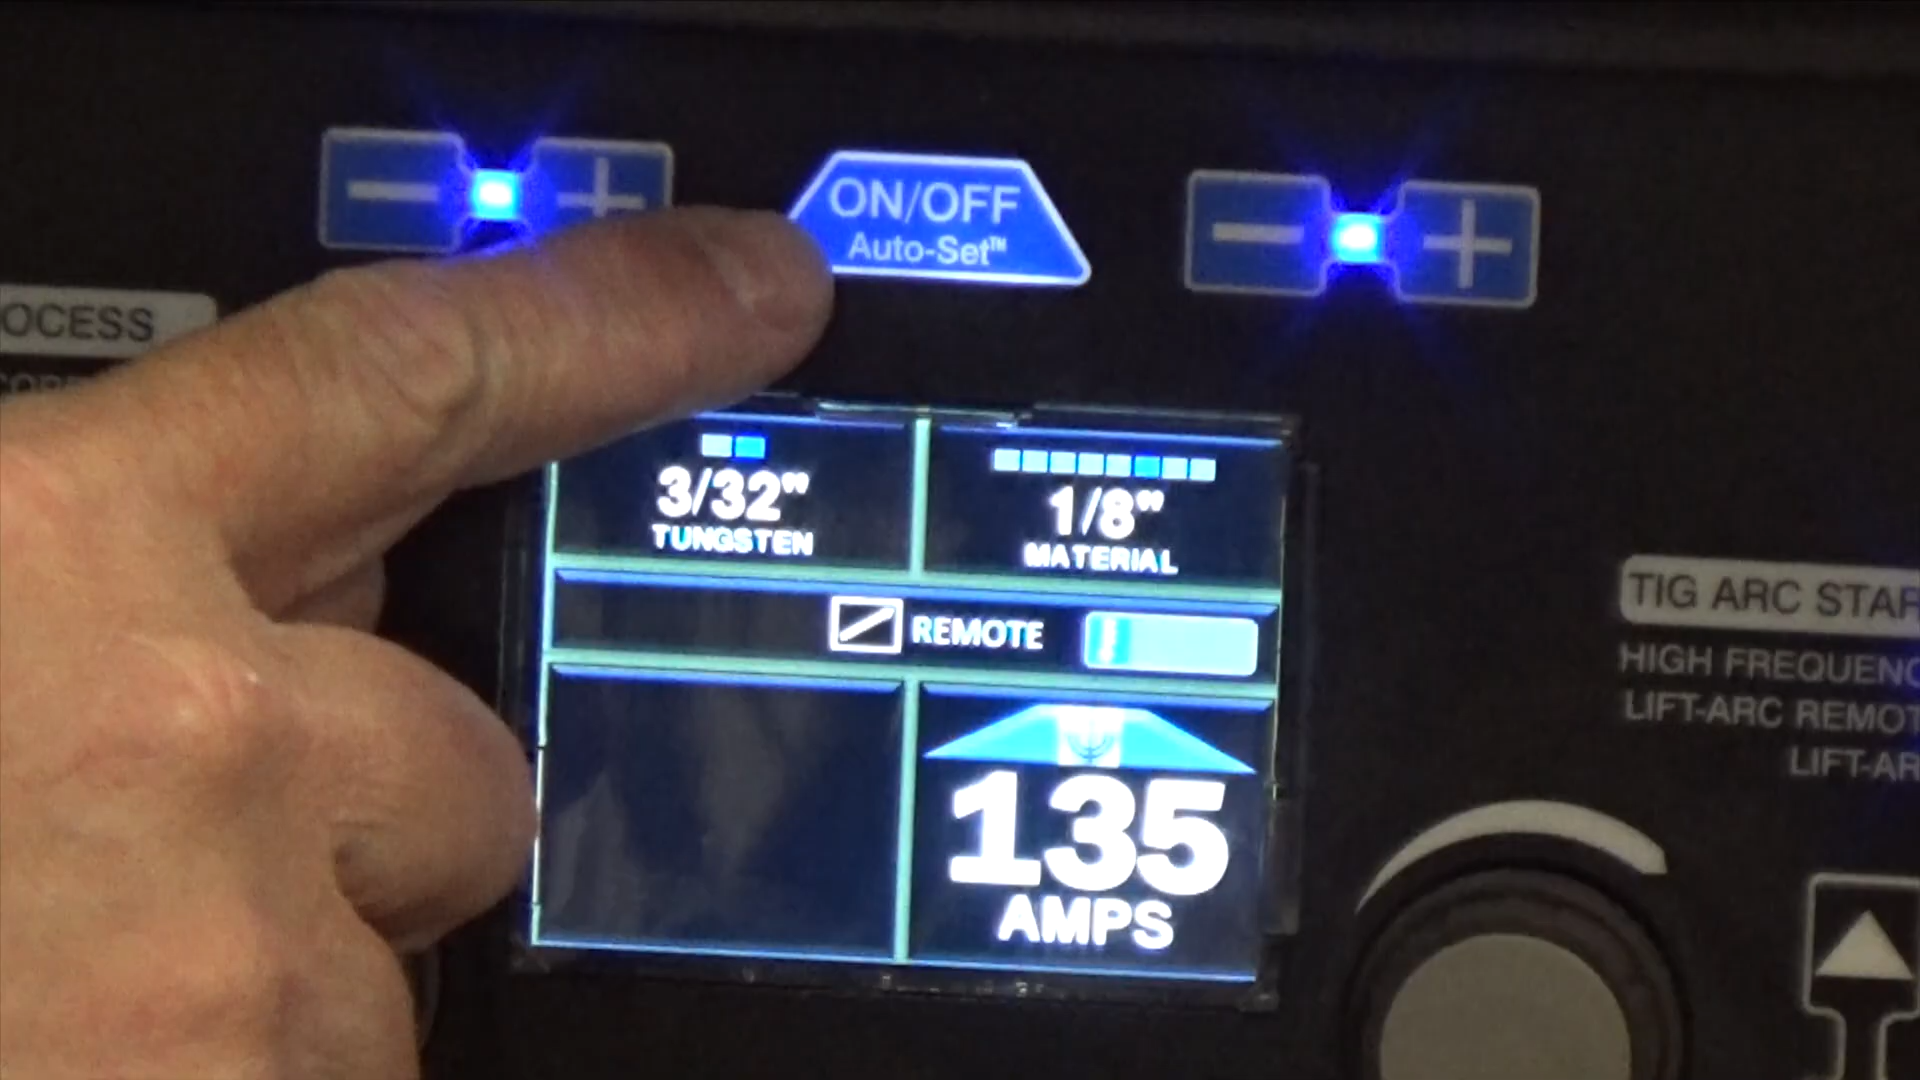 ON/OFF
Auto-Set™
OCESS
3/32"
TUNGSTEN
1/8"
MATERIAL
REMOTE
135
AMPS
TIG ARC STAR
HIGH FREQUENC
LIFT-ARC REMOT
LIFT-AR